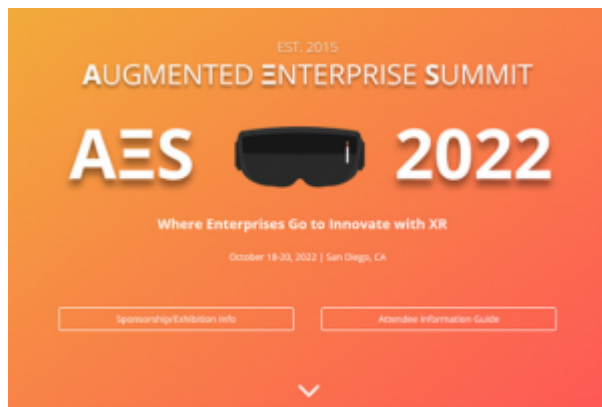 EST. 2015
AUGMENTED ΞNTERPRISE SUMMIT
AΞS 2022
Where Enterprises Go to Innovate with XR
October 18-20, 2022 | San Diego, CA
Sponsorship/Exhibition Info
Attendee Information Guide